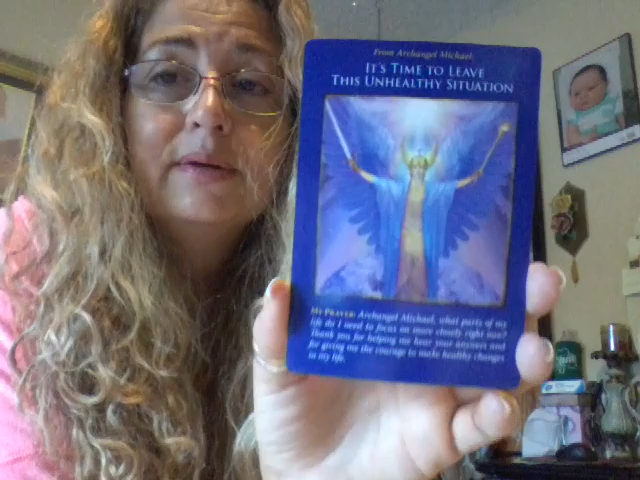 From Archangel Michael:
IT'S TIME TO LEAVE
THIS UNHEALTHY SITUATION
MY PRAYER: Archangel Michael, what parts of my
life do I need to focus on more closely right now?
Thank you for helping me hear your answers and
for giving me the courage to make healthy changes
in my life.